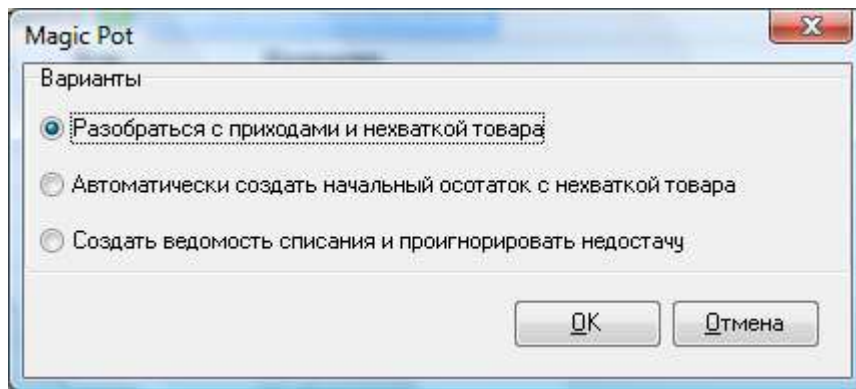 Magic Pot
Варианты
Разобраться с приходами и нехваткой товара
Автоматически создать начальный осотаток с нехваткой товара
Создать ведомость списания и проигнорировать недостачу
OK
Отмена